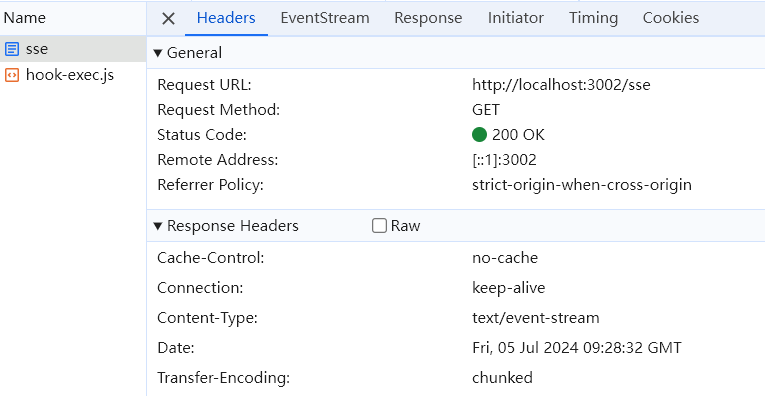 Name
sse
hook-exec.js
Headers EventStream Response Initiator Timing Cookies
General
Request URL: http://localhost:3002/sse
Request Method: GET
Status Code: 200 OK
Remote Address: [::1]:3002
Referrer Policy: strict-origin-when-cross-origin
Response Headers Raw
Cache-Control: no-cache
Connection: keep-alive
Content-Type: text/event-stream
Date: Fri, 05 Jul 2024 09:28:32 GMT
Transfer-Encoding: chunked